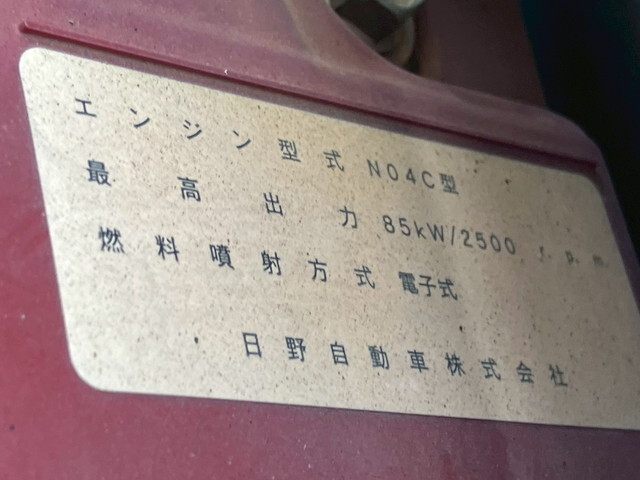 エンジン型式 N04C型
最高出力 85kW/2500 r.p.m.
燃料噴射方式 電子式
日野自動車株式会社